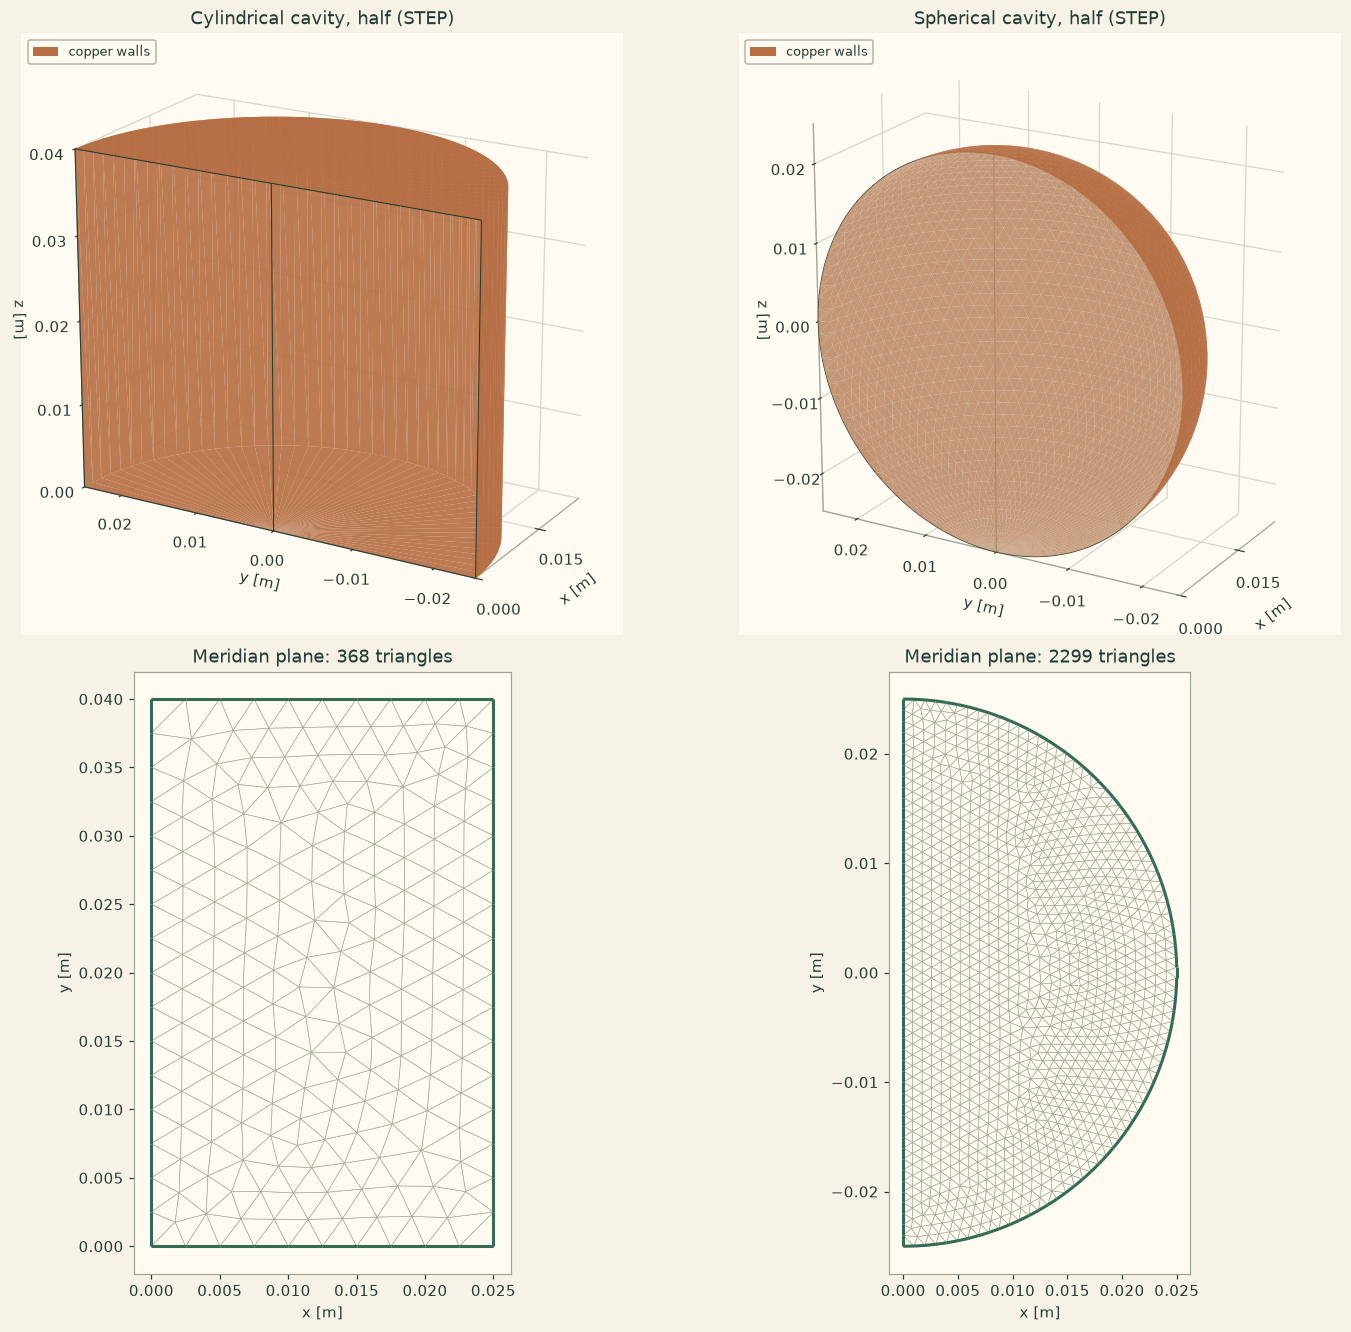 Cylindrical cavity, half (STEP)
copper walls
0.04
0.03
0.02
0.01
0.00
z [m]
0.02
0.01
0.00
−0.01
−0.02
y [m]
0.000
0.015
x [m]
Spherical cavity, half (STEP)
copper walls
0.02
0.01
0.00
−0.01
−0.02
z [m]
0.02
0.01
0.00
−0.01
−0.02
y [m]
0.000
0.015
x [m]
Meridian plane: 368 triangles
0.040
0.035
0.030
0.025
0.020
0.015
0.010
0.005
0.000
y [m]
0.000 0.005 0.010 0.015 0.020 0.025
x [m]
Meridian plane: 2299 triangles
0.02
0.01
0.00
−0.01
−0.02
y [m]
0.000 0.005 0.010 0.015 0.020 0.025
x [m]